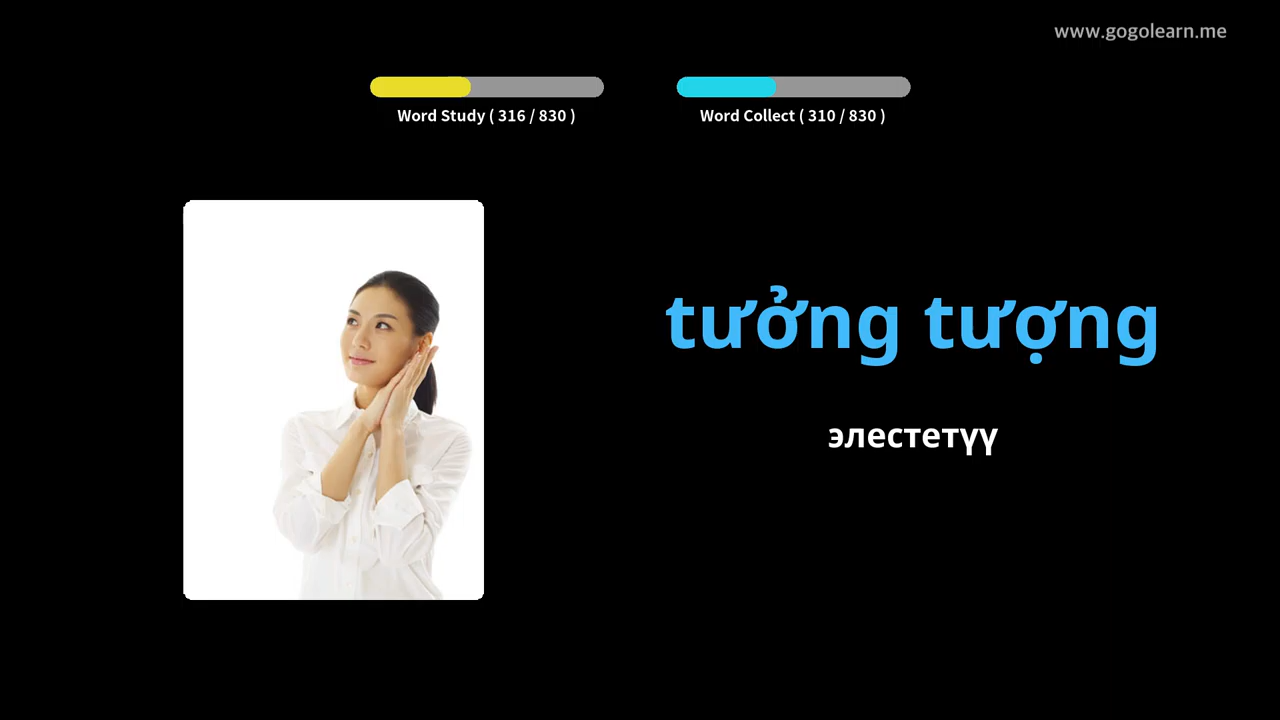 www.gogolearn.me
Word Study ( 316 / 830 )
Word Collect ( 310 / 830 )
tưởng tượng
элестетүү